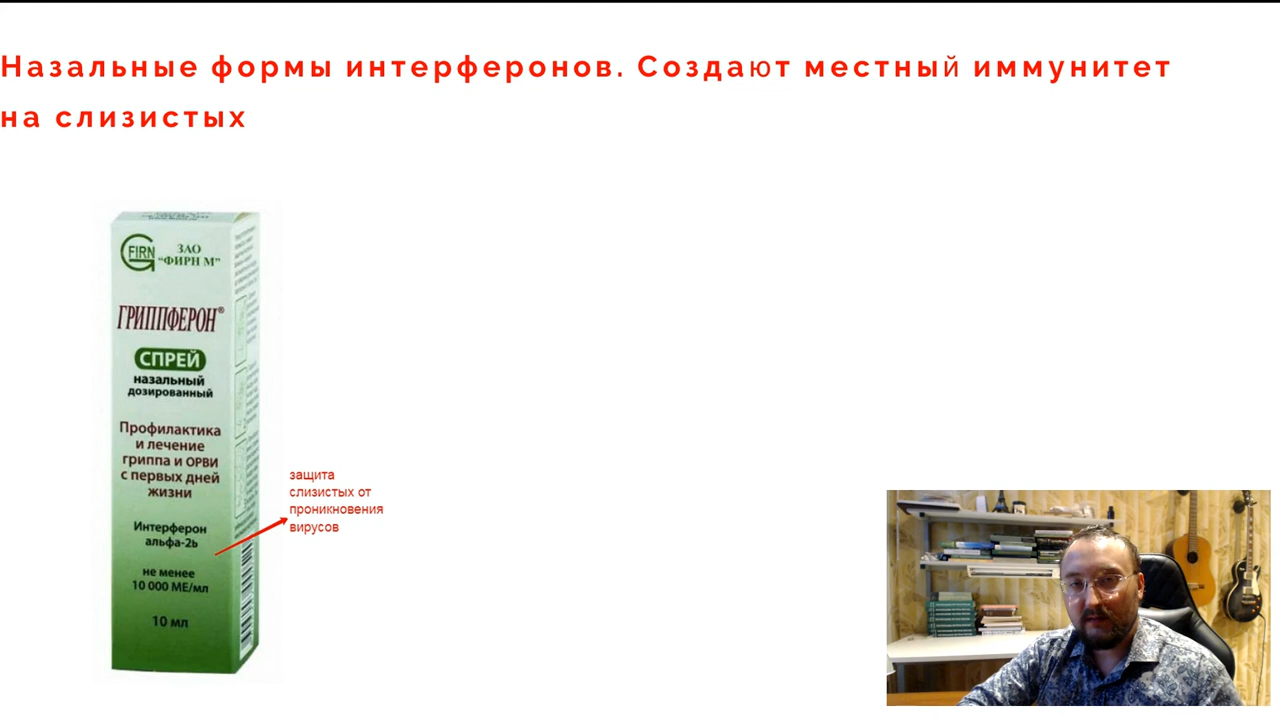 Назальные формы интерферонов. Создают местный иммунитет
на слизистых
FIRN
ЗАО
"ФИРН М"
ГРИППФЕРОН®
СПРЕЙ
назальный
дозированный
Профилактика
и лечение
гриппа и ОРВИ
с первых дней
жизни
Интерферон
альфа-2b
не менее
10 000 МЕ/мл
10 мл
защита
слизистых от
проникновения
вирусов